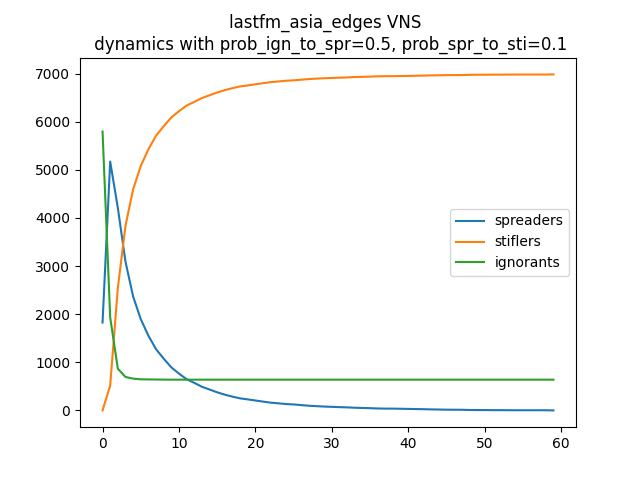 lastfm_asia_edges VNS
dynamics with prob_ign_to_spr=0.5, prob_spr_to_sti=0.1
7000
6000
5000
4000
3000
2000
1000
0
spreaders
stiflers
ignorants
0 10 20 30 40 50 60